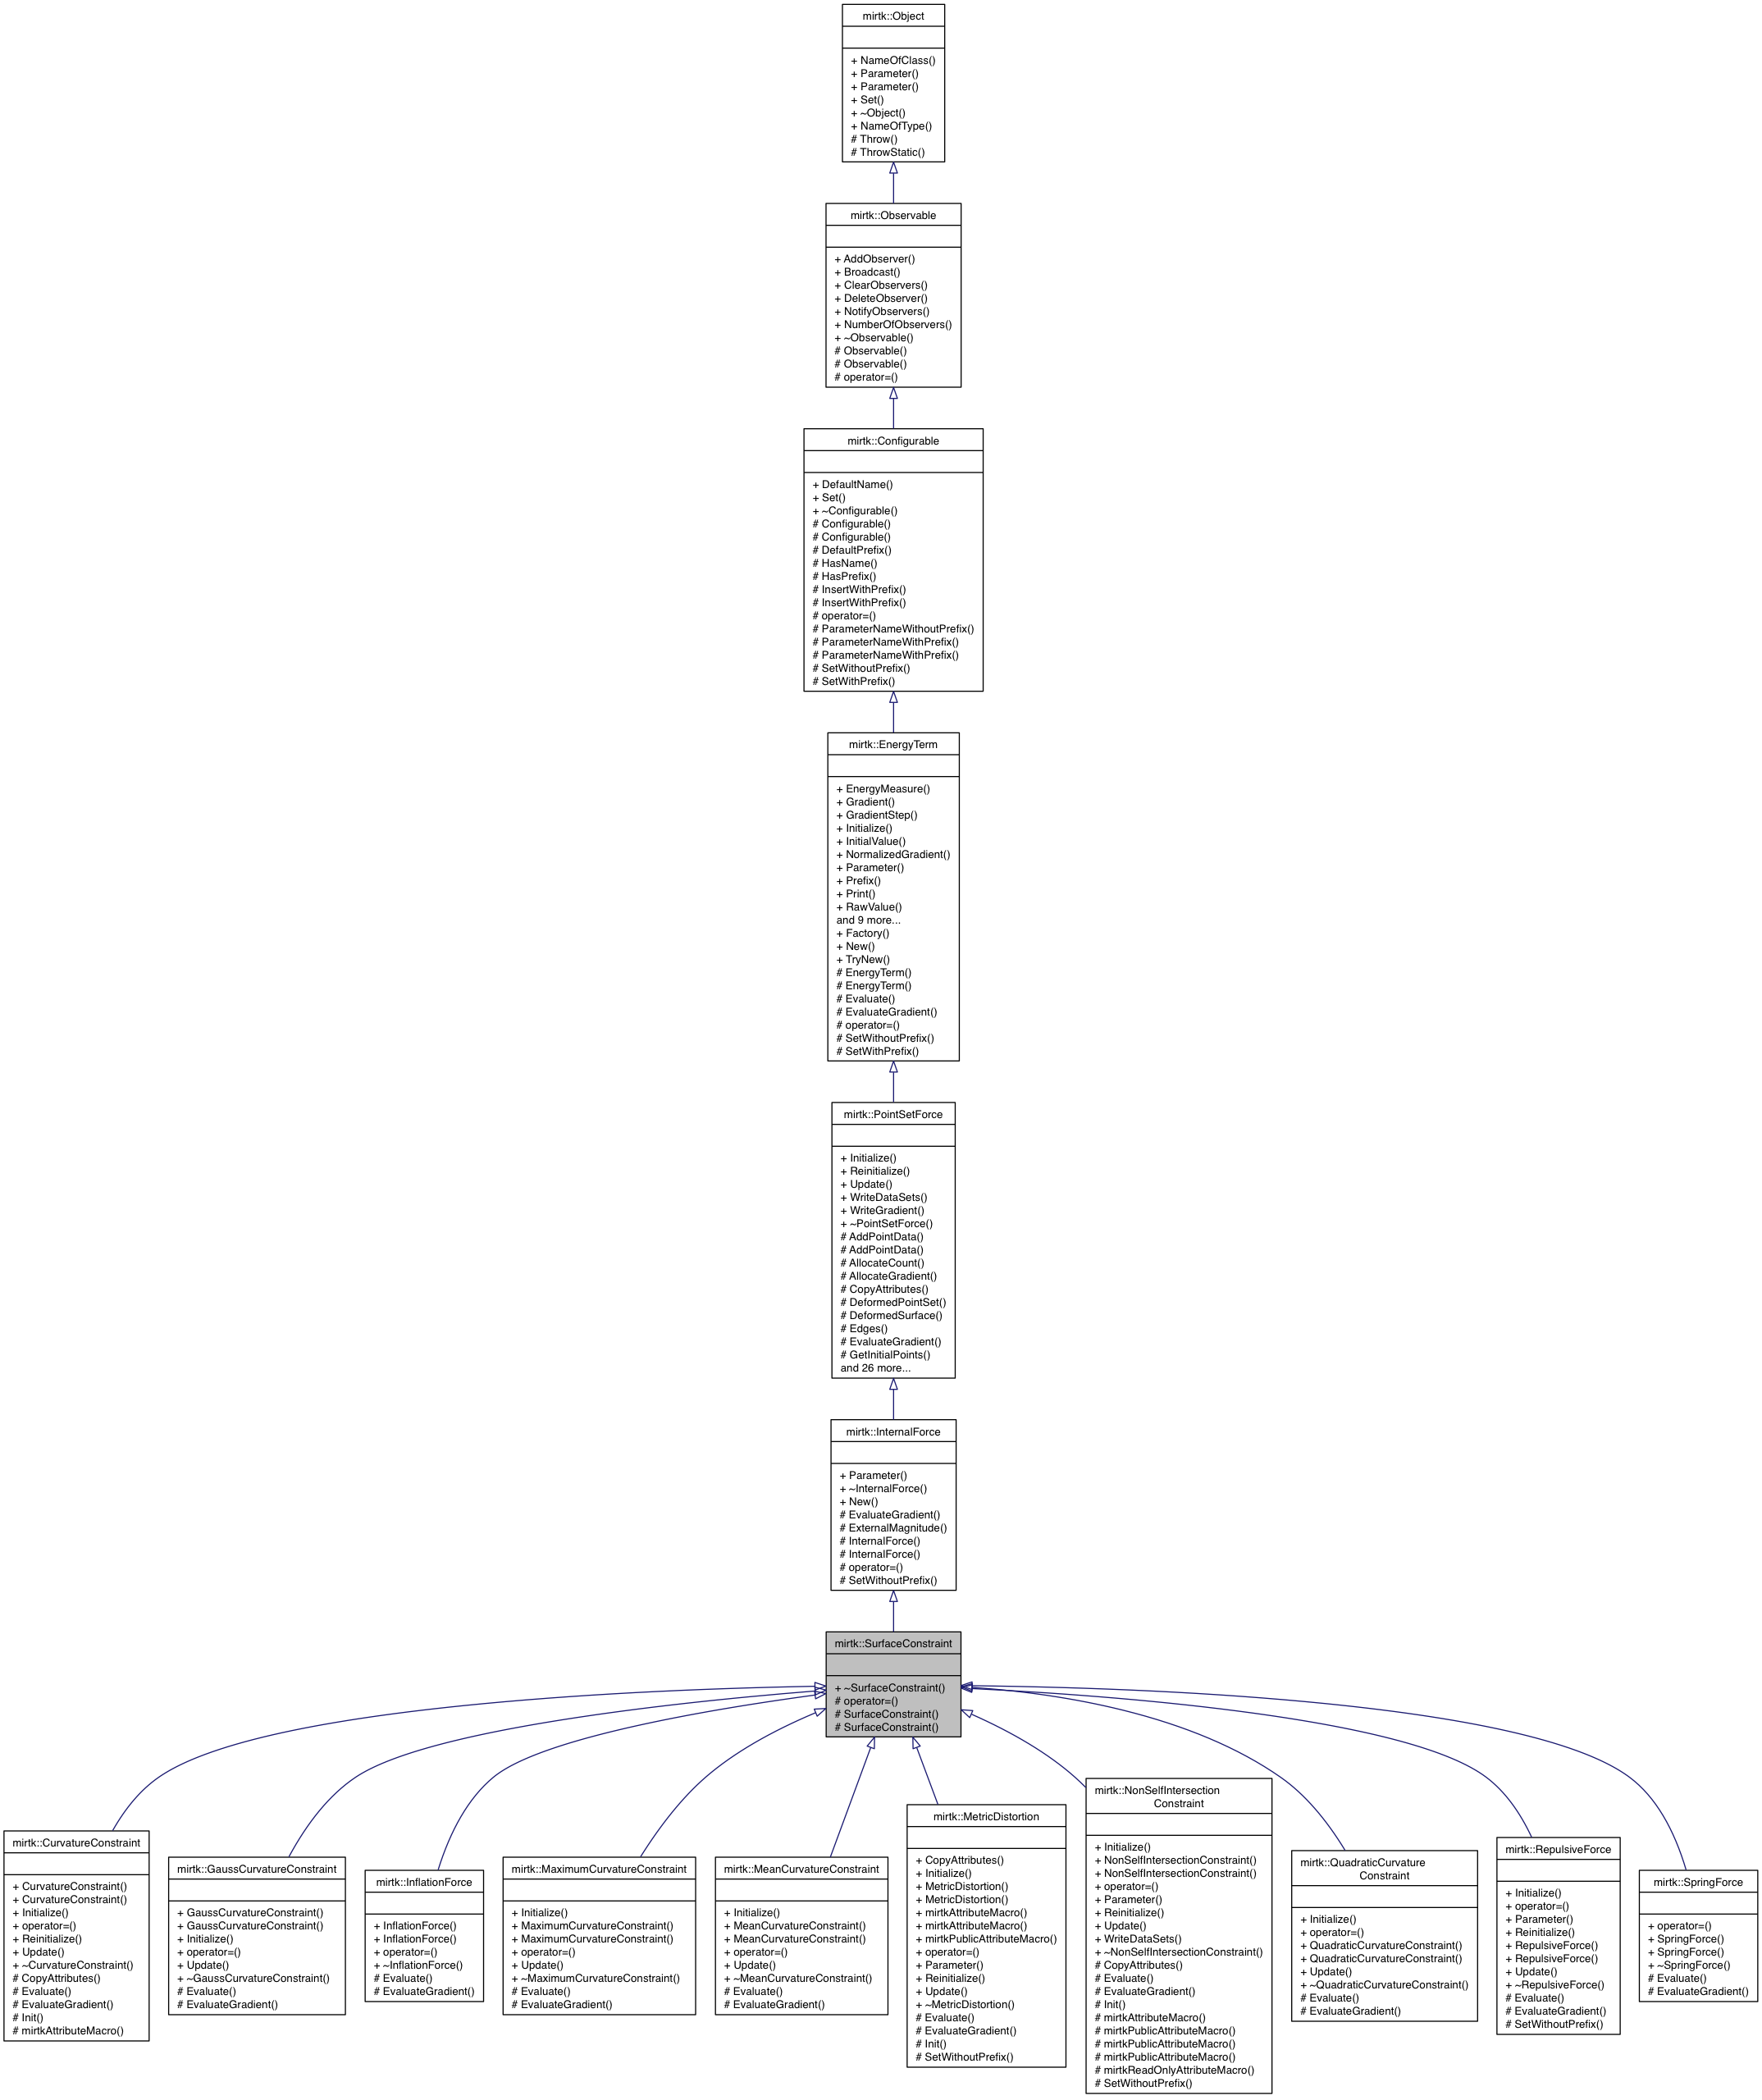 mirtk::Object
+ NameOfClass()
+ Parameter()
+ Parameter()
+ Set()
+ ~Object()
+ NameOfType()
# Throw()
# ThrowStatic()
mirtk::Observable
+ AddObserver()
+ Broadcast()
+ ClearObservers()
+ DeleteObserver()
+ NotifyObservers()
+ NumberOfObservers()
+ ~Observable()
# Observable()
# Observable()
# operator=()
mirtk::Configurable
+ DefaultName()
+ Set()
+ ~Configurable()
# Configurable()
# Configurable()
# DefaultPrefix()
# HasName()
# HasPrefix()
# InsertWithPrefix()
# InsertWithPrefix()
# operator=()
# ParameterNameWithoutPrefix()
# ParameterNameWithPrefix()
# ParameterNameWithPrefix()
# SetWithoutPrefix()
# SetWithPrefix()
mirtk::EnergyTerm
+ EnergyMeasure()
+ Gradient()
+ GradientStep()
+ Initialize()
+ InitialValue()
+ NormalizedGradient()
+ Parameter()
+ Prefix()
+ Print()
+ RawValue()
and 9 more...
+ Factory()
+ New()
+ TryNew()
# EnergyTerm()
# EnergyTerm()
# Evaluate()
# EvaluateGradient()
# operator=()
# SetWithoutPrefix()
# SetWithPrefix()
mirtk::PointSetForce
+ Initialize()
+ Reinitialize()
+ Update()
+ WriteDataSets()
+ WriteGradient()
+ ~PointSetForce()
# AddPointData()
# AddPointData()
# AllocateCount()
# AllocateGradient()
# CopyAttributes()
# DeformedPointSet()
# DeformedSurface()
# Edges()
# EvaluateGradient()
# GetInitialPoints()
and 26 more...
mirtk::InternalForce
+ Parameter()
+ ~InternalForce()
+ New()
# EvaluateGradient()
# ExternalMagnitude()
# InternalForce()
# InternalForce()
# operator=()
# SetWithoutPrefix()
mirtk::SurfaceConstraint
+ ~SurfaceConstraint()
# operator=()
# SurfaceConstraint()
# SurfaceConstraint()
mirtk::CurvatureConstraint
+ CurvatureConstraint()
+ CurvatureConstraint()
+ Initialize()
+ operator=()
+ Reinitialize()
+ Update()
+ ~CurvatureConstraint()
# CopyAttributes()
# Evaluate()
# EvaluateGradient()
# Init()
# mirtkAttributeMacro()
mirtk::GaussCurvatureConstraint
+ GaussCurvatureConstraint()
+ GaussCurvatureConstraint()
+ Initialize()
+ operator=()
+ Update()
+ ~GaussCurvatureConstraint()
# Evaluate()
# EvaluateGradient()
mirtk::InflationForce
+ InflationForce()
+ InflationForce()
+ operator=()
+ ~InflationForce()
# Evaluate()
# EvaluateGradient()
mirtk::MaximumCurvatureConstraint
+ Initialize()
+ MaximumCurvatureConstraint()
+ MaximumCurvatureConstraint()
+ operator=()
+ Update()
+ ~MaximumCurvatureConstraint()
# Evaluate()
# EvaluateGradient()
mirtk::MeanCurvatureConstraint
+ Initialize()
+ MeanCurvatureConstraint()
+ MeanCurvatureConstraint()
+ operator=()
+ Update()
+ ~MeanCurvatureConstraint()
# Evaluate()
# EvaluateGradient()
mirtk::MetricDistortion
+ CopyAttributes()
+ Initialize()
+ MetricDistortion()
+ MetricDistortion()
+ mirtkAttributeMacro()
+ mirtkAttributeMacro()
+ mirtkPublicAttributeMacro()
+ operator=()
+ Parameter()
+ Reinitialize()
+ Update()
+ ~MetricDistortion()
# Evaluate()
# EvaluateGradient()
# Init()
# SetWithoutPrefix()
mirtk::NonSelfIntersection
Constraint
+ Initialize()
+ NonSelfIntersectionConstraint()
+ NonSelfIntersectionConstraint()
+ operator=()
+ Parameter()
+ Reinitialize()
+ Update()
+ WriteDataSets()
+ ~NonSelfIntersectionConstraint()
# CopyAttributes()
# Evaluate()
# EvaluateGradient()
# Init()
# mirtkAttributeMacro()
# mirtkPublicAttributeMacro()
# mirtkPublicAttributeMacro()
# mirtkPublicAttributeMacro()
# mirtkReadOnlyAttributeMacro()
# SetWithoutPrefix()
mirtk::QuadraticCurvature
Constraint
+ Initialize()
+ operator=()
+ QuadraticCurvatureConstraint()
+ QuadraticCurvatureConstraint()
+ Update()
+ ~QuadraticCurvatureConstraint()
# Evaluate()
# EvaluateGradient()
mirtk::RepulsiveForce
+ Initialize()
+ operator=()
+ Parameter()
+ Reinitialize()
+ RepulsiveForce()
+ RepulsiveForce()
+ Update()
+ ~RepulsiveForce()
# Evaluate()
# EvaluateGradient()
# SetWithoutPrefix()
mirtk::SpringForce
+ operator=()
+ SpringForce()
+ SpringForce()
+ ~SpringForce()
# Evaluate()
# EvaluateGradient()